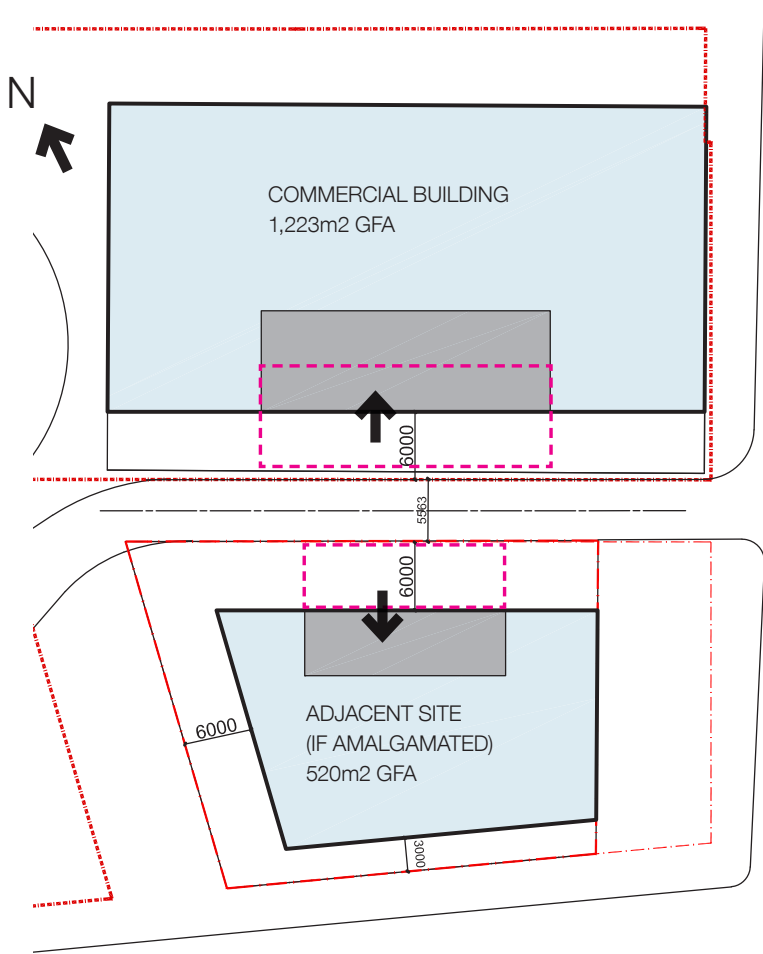 N
COMMERCIAL BUILDING
1,223m2 GFA
6000
5563
6000
6000
ADJACENT SITE
(IF AMALGAMATED)
520m2 GFA
3000